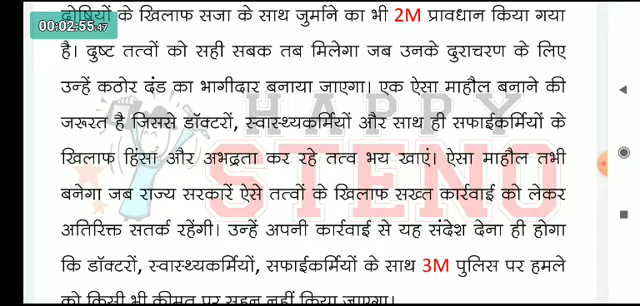 दोषियों के खिलाफ सजा के साथ जुर्माने का भी 2M प्रावधान किया गया
00:02:55.47
है। दुष्ट तत्वों को सही सबक तब मिलेगा जब उनके दुराचरण के लिए
उन्हें कठोर दंड का भागीदार बनाया जाएगा। एक ऐसा माहौल बनाने की
जरूरत है जिससे डॉक्टरों, स्वास्थ्यकर्मियों और साथ ही सफाईकर्मियों के
HAPPY
खिलाफ हिंसा और अभद्रता कर रहे तत्व भय खाएं। ऐसा माहौल तभी
बनेगा जब राज्य सरकारें ऐसे तत्वों के खिलाफ सख्त कार्रवाई को लेकर
STENO
अतिरिक्त सतर्क रहेंगी। उन्हें अपनी कार्रवाई से यह संदेश देना ही होगा
कि डॉक्टरों, स्वास्थ्यकर्मियों, सफाईकर्मियों के साथ 3M पुलिस पर हमले
को किसी भी कीमत पर सहन नहीं किया जाएगा।